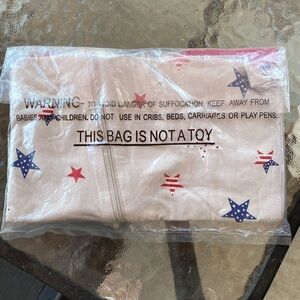 WARNING- TO AVOID DANGER OF SUFFOCATION, KEEP AWAY FROM
BABIES AND CHILDREN. DO NOT USE IN CRIBS, BEDS, CARRIAGES OR PLAY PENS.
THIS BAG IS NOT A TOY